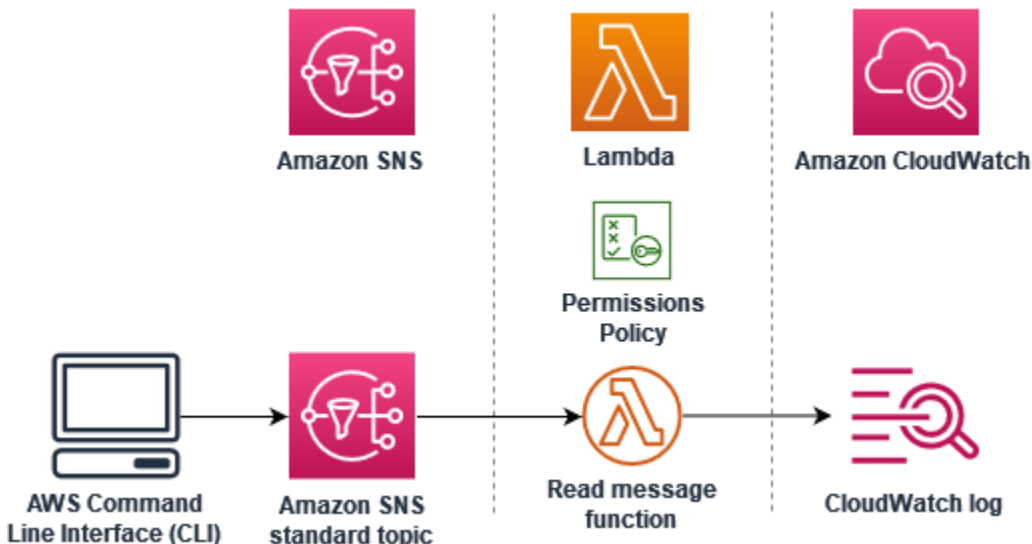 Amazon SNS
Lambda
Amazon CloudWatch
Permissions
Policy
AWS Command
Line Interface (CLI)
Amazon SNS
standard topic
Read message
function
CloudWatch log